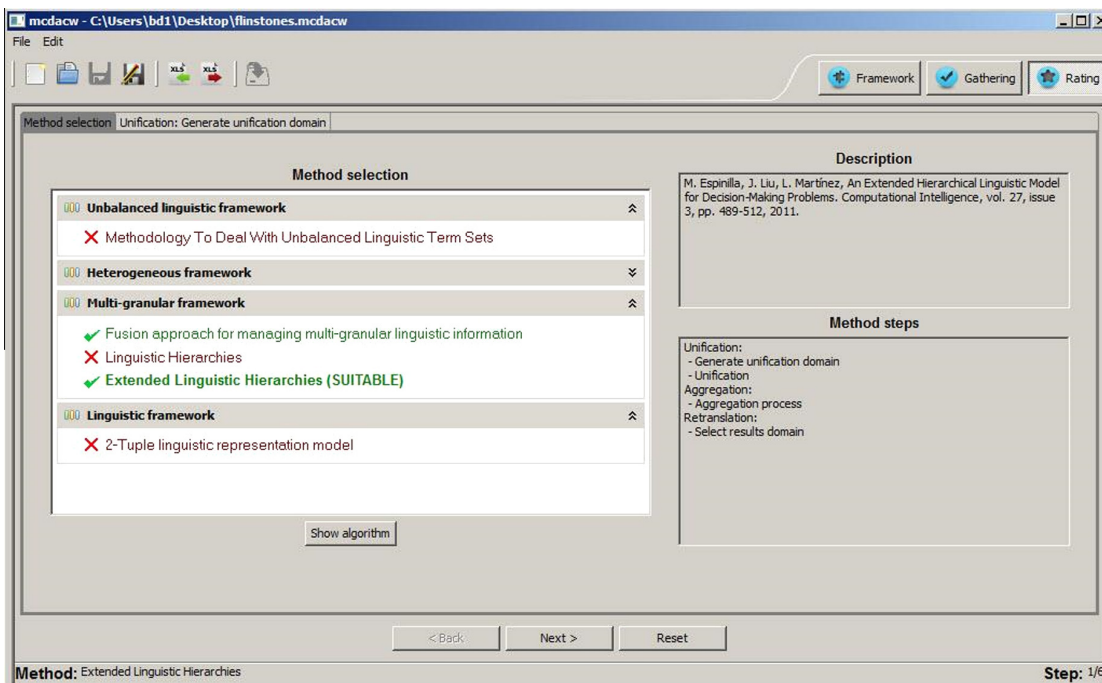 mcdacw - C:\Users\bd1\Desktop\flinstones.mcdacw
File Edit
XLS XLS
Framework Gathering Rating
Method selection Unification: Generate unification domain
Method selection
Unbalanced linguistic framework
Methodology To Deal With Unbalanced Linguistic Term Sets
Heterogeneous framework
Multi-granular framework
Fusion approach for managing multi-granular linguistic information
Linguistic Hierarchies
Extended Linguistic Hierarchies (SUITABLE)
Linguistic framework
2-Tuple linguistic representation model
Show algorithm
Description
M. Espinilla, J. Liu, L. Martínez, An Extended Hierarchical Linguistic Model
for Decision-Making Problems. Computational Intelligence, vol. 27, issue
3, pp. 489-512, 2011.
Method steps
Unification:
- Generate unification domain
- Unification
Aggregation:
- Aggregation process
Retranslation:
- Select results domain
< Back Next > Reset
Method: Extended Linguistic Hierarchies Step: 1/6